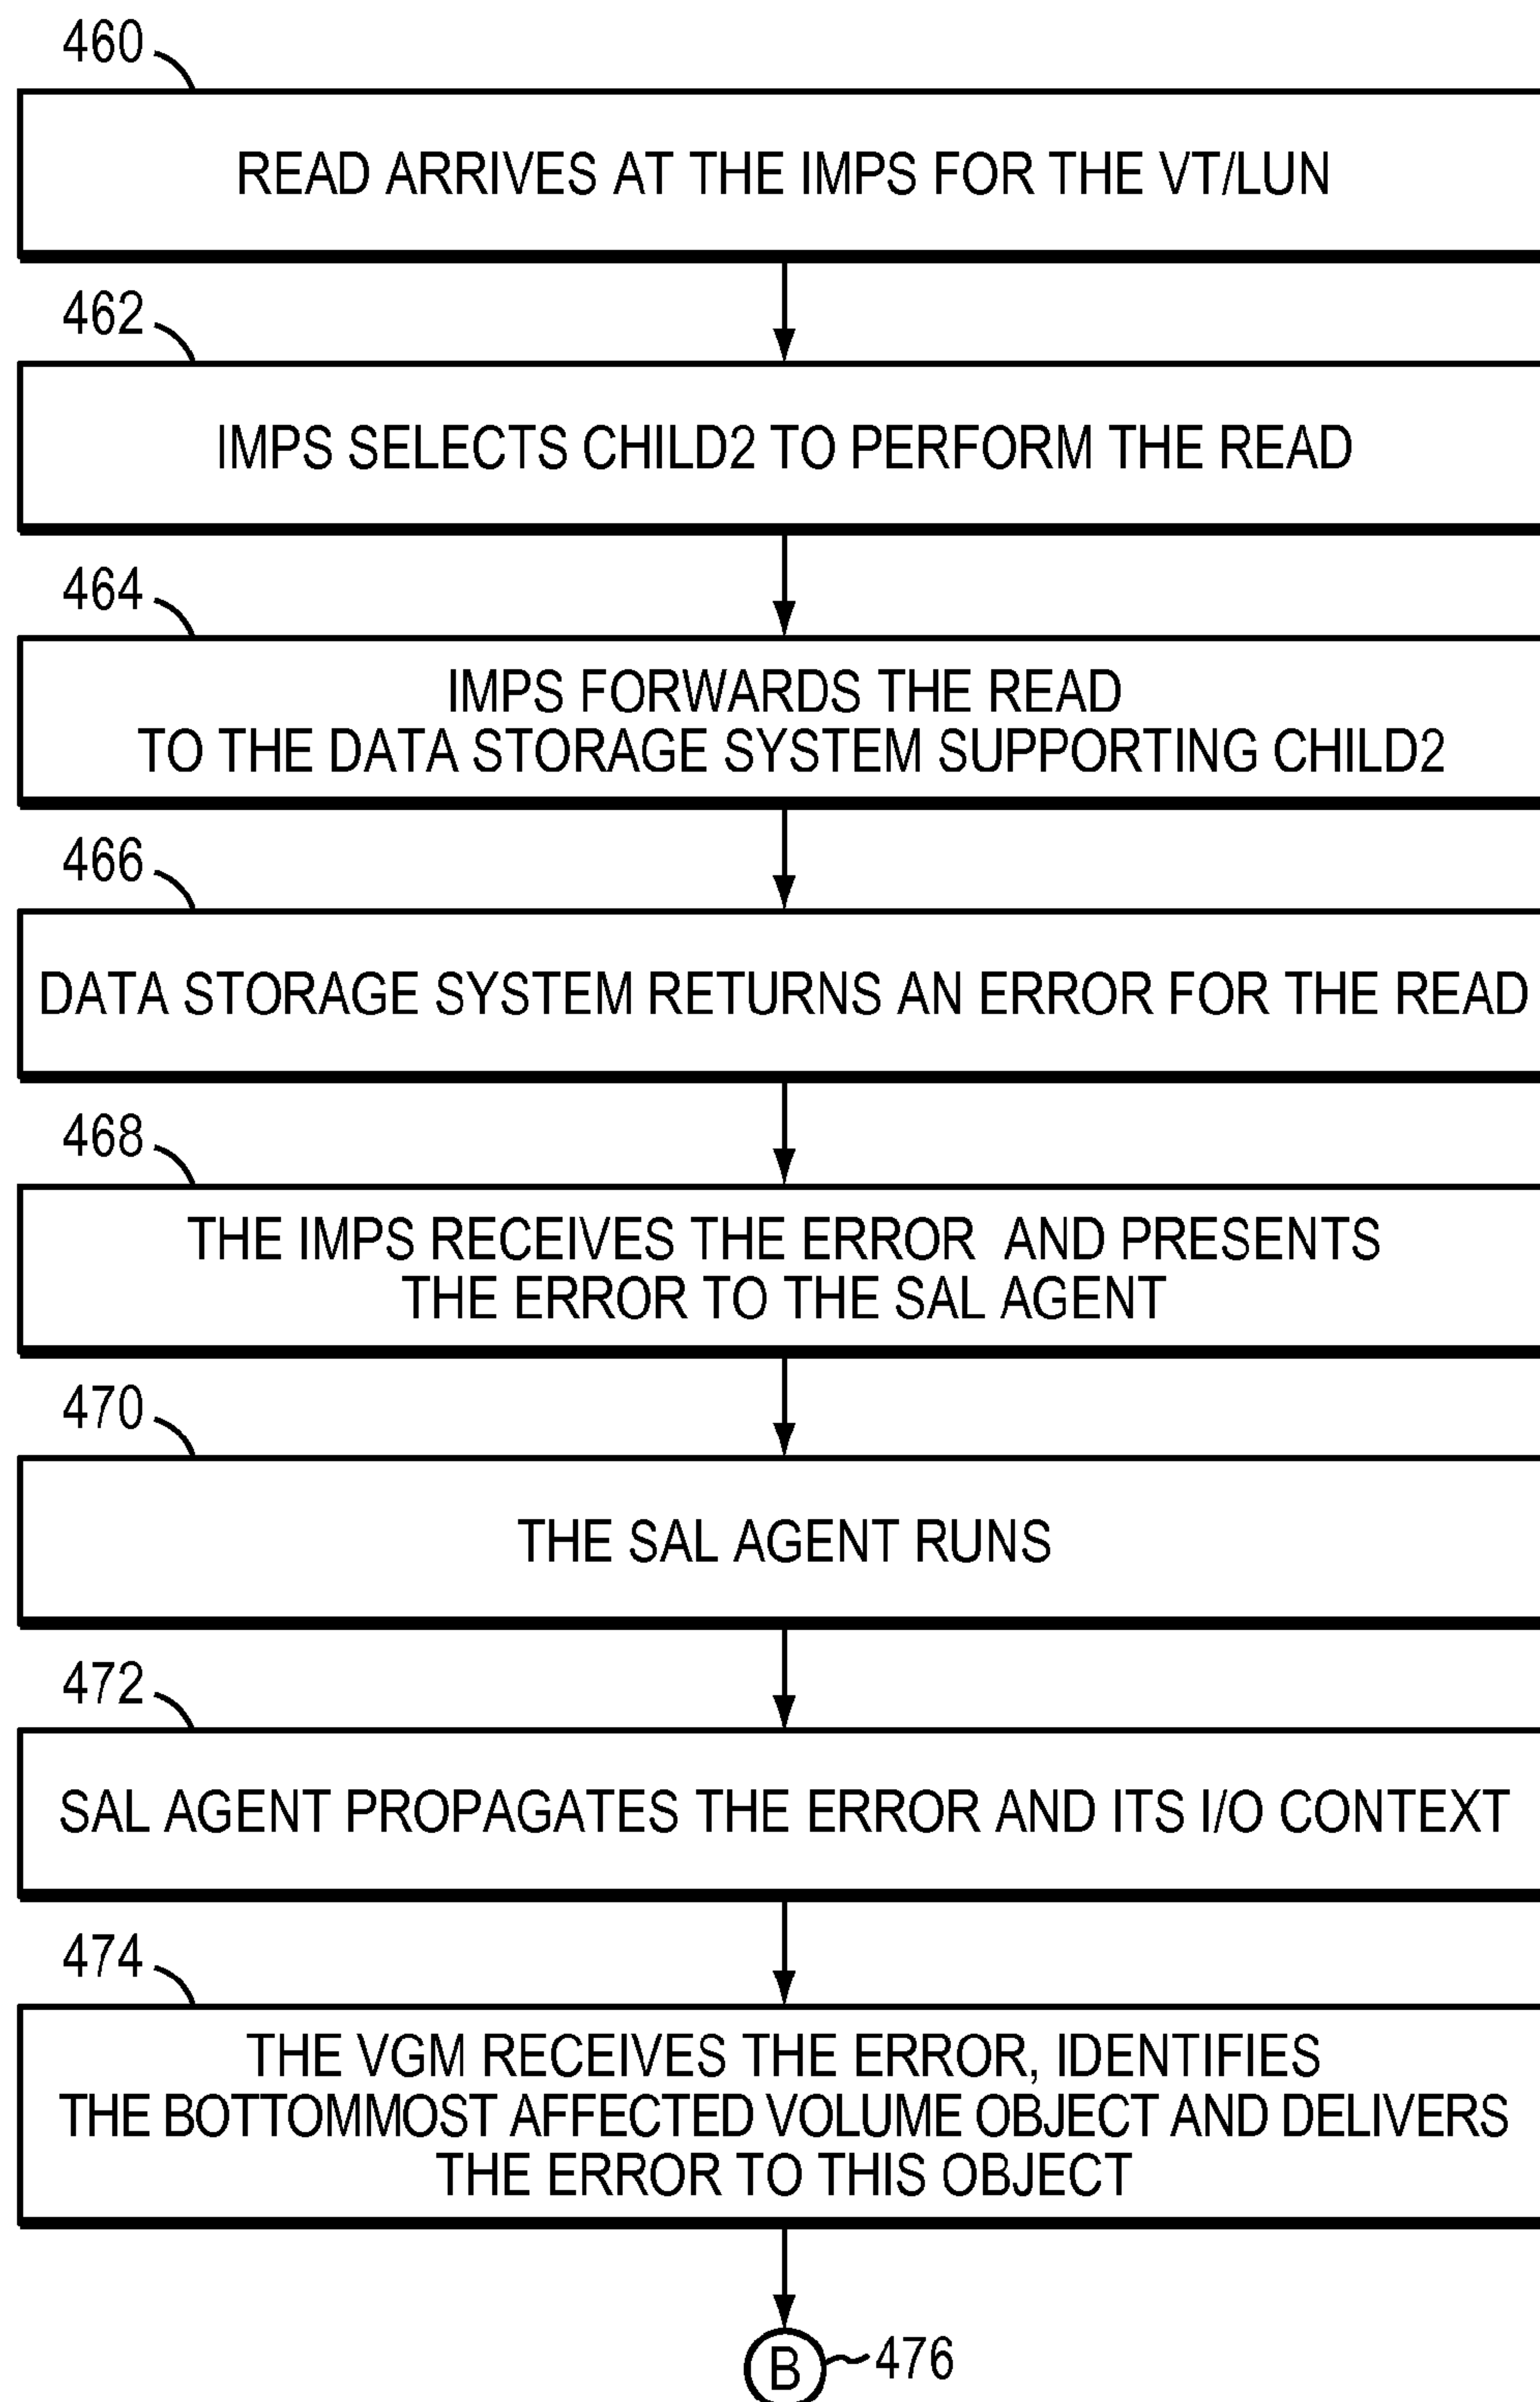 460
READ ARRIVES AT THE IMPS FOR THE VT/LUN
462
IMPS SELECTS CHILD2 TO PERFORM THE READ
464
IMPS FORWARDS THE READ
TO THE DATA STORAGE SYSTEM SUPPORTING CHILD2
466
DATA STORAGE SYSTEM RETURNS AN ERROR FOR THE READ
468
THE IMPS RECEIVES THE ERROR AND PRESENTS
THE ERROR TO THE SAL AGENT
470
THE SAL AGENT RUNS
472
SAL AGENT PROPAGATES THE ERROR AND ITS I/O CONTEXT
474
THE VGM RECEIVES THE ERROR, IDENTIFIES
THE BOTTOMMOST AFFECTED VOLUME OBJECT AND DELIVERS
THE ERROR TO THIS OBJECT
B 476